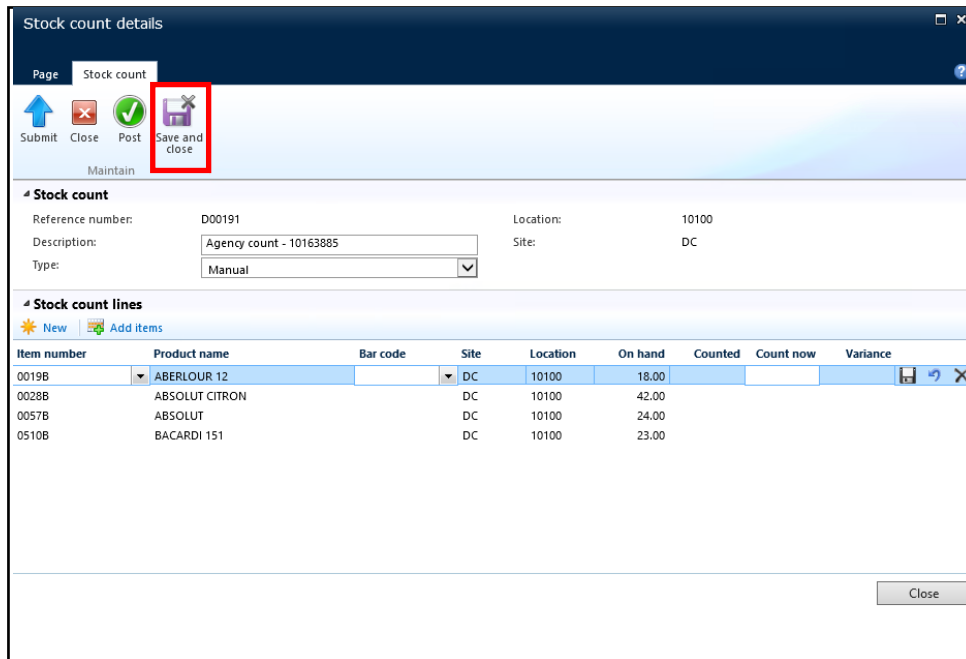 Stock count details
Page Stock count
Submit Close Post Save and close
Maintain
Stock count
Reference number: D00191 Location: 10100
Description: Agency count - 10163885 Site: DC
Type: Manual
Stock count lines
New Add items
Item number Product name Bar code Site Location On hand Counted Count now Variance
0019B ABERLOUR 12 DC 10100 18.00
0028B ABSOLUT CITRON DC 10100 42.00
0057B ABSOLUT DC 10100 24.00
0510B BACARDI 151 DC 10100 23.00
Close